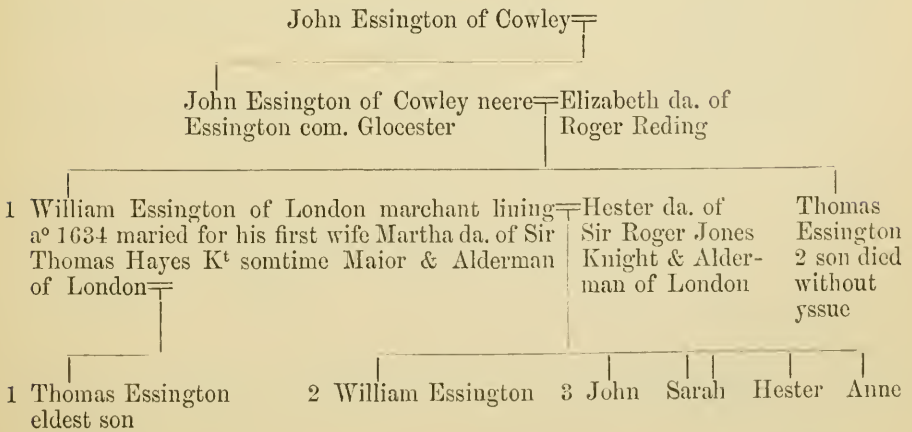 John Essington of Cowley
John Essington of Cowley neere
Essington com. Glocester
Elizabeth da. of
Roger Reding
1 William Essington of London marchant lining
aº 1634 maried for his first wife Martha da. of Sir
Thomas Hayes Kᵗ somtime Maior & Alderman
of London
Hester da. of
Sir Roger Jones
Knight & Alder-
man of London
Thomas
Essington
2 son died
without
yssue
1 Thomas Essington
eldest son
2 William Essington
3 John
Sarah
Hester
Anne